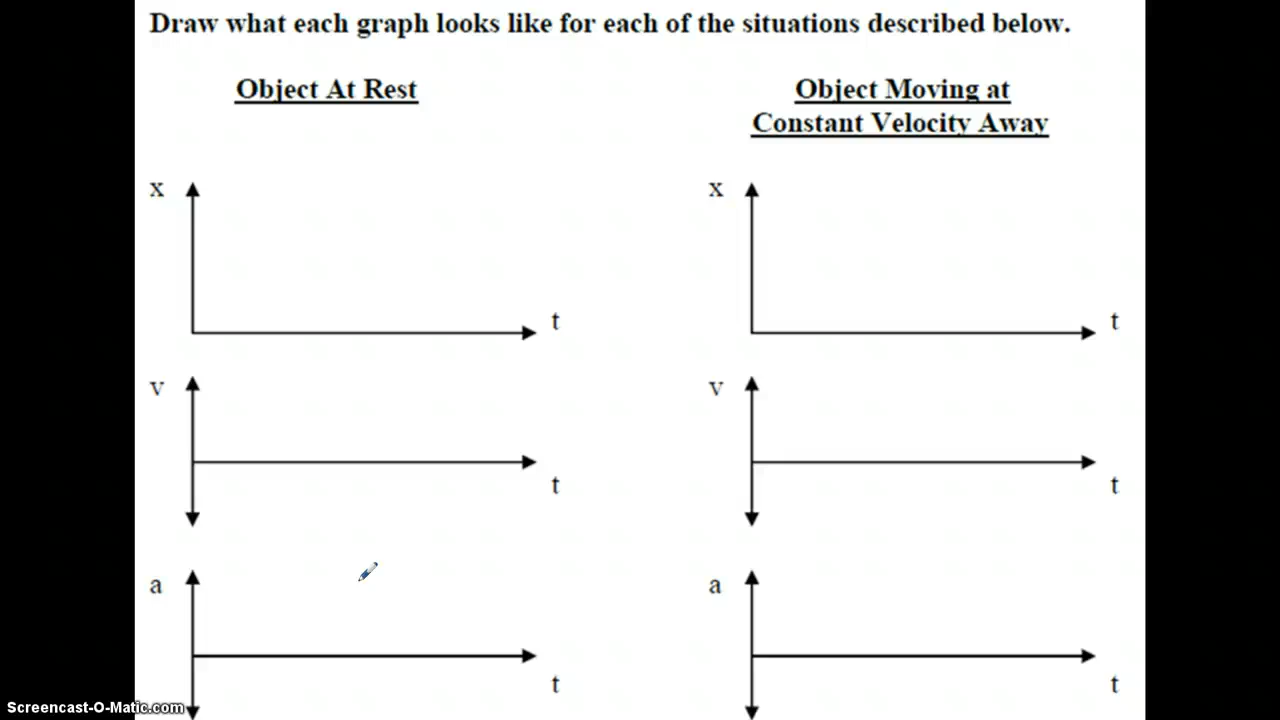 Draw what each graph looks like for each of the situations described below.
Object At Rest
Object Moving at
Constant Velocity Away
x
t
x
t
v
t
v
t
a
t
a
t
Screencast-O-Matic.com